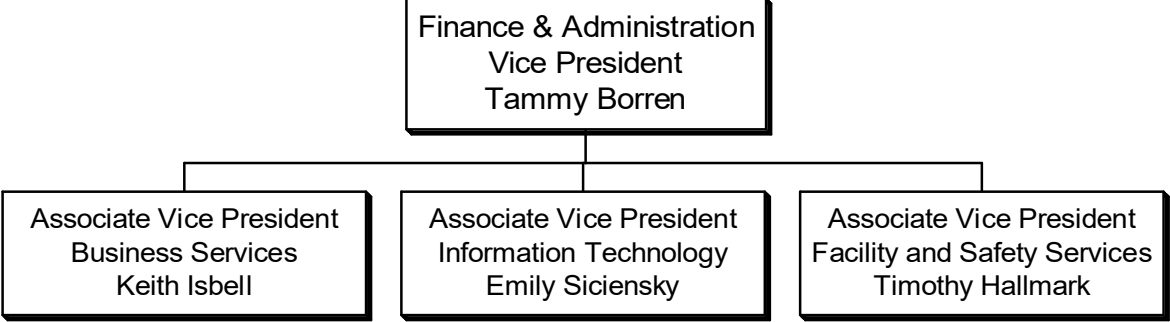 Finance & Administration
Vice President
Tammy Borren
Associate Vice President
Business Services
Keith Isbell
Associate Vice President
Information Technology
Emily Siciensky
Associate Vice President
Facility and Safety Services
Timothy Hallmark